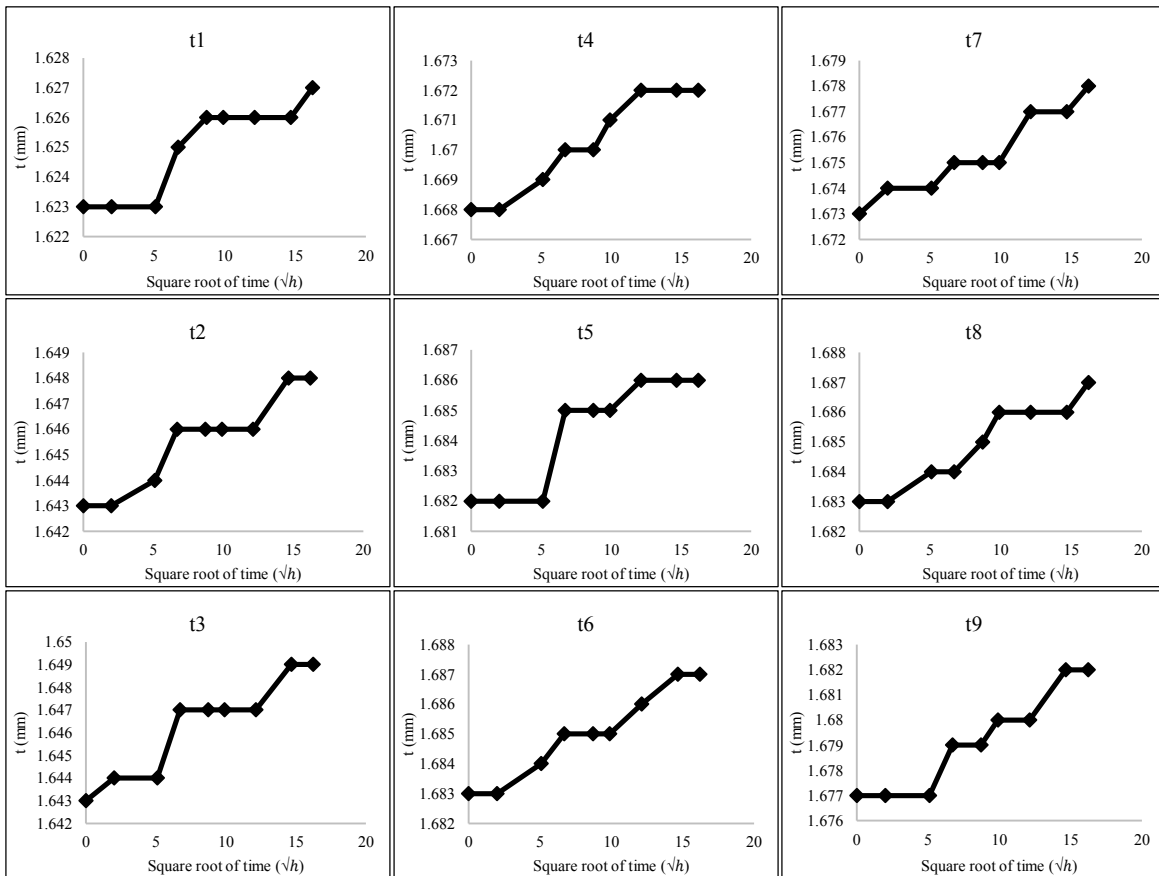 t1
1.628
1.627
1.626
1.625
1.624
1.623
1.622
t (mm)
0 5 10 15 20
Square root of time (√h)
t4
1.673
1.672
1.671
1.67
1.669
1.668
1.667
t (mm)
0 5 10 15 20
Square root of time (√h)
t7
1.679
1.678
1.677
1.676
1.675
1.674
1.673
1.672
t (mm)
0 5 10 15 20
Square root of time (√h)
t2
1.649
1.648
1.647
1.646
1.645
1.644
1.643
1.642
t (mm)
0 5 10 15 20
Square root of time (√h)
t5
1.687
1.686
1.685
1.684
1.683
1.682
1.681
t (mm)
0 5 10 15 20
Square root of time (√h)
t8
1.688
1.687
1.686
1.685
1.684
1.683
1.682
t (mm)
0 5 10 15 20
Square root of time (√h)
t3
1.65
1.649
1.648
1.647
1.646
1.645
1.644
1.643
1.642
t (mm)
0 5 10 15 20
Square root of time (√h)
t6
1.688
1.687
1.686
1.685
1.684
1.683
1.682
t (mm)
0 5 10 15 20
Square root of time (√h)
t9
1.683
1.682
1.681
1.68
1.679
1.678
1.677
1.676
t (mm)
0 5 10 15 20
Square root of time (√h)